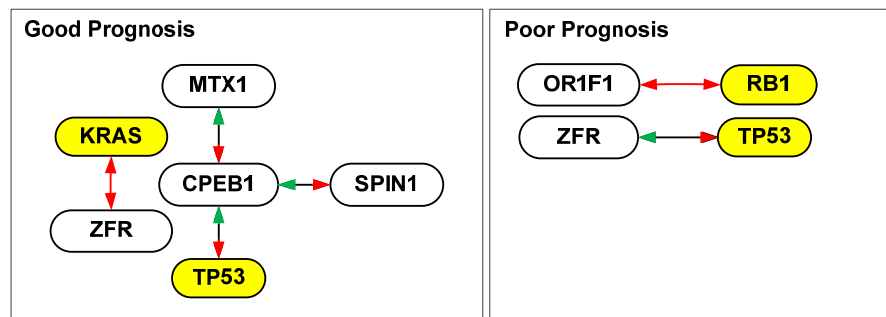 Good Prognosis
MTX1
KRAS
CPEB1
SPIN1
ZFR
TP53
Poor Prognosis
OR1F1
RB1
ZFR
TP53